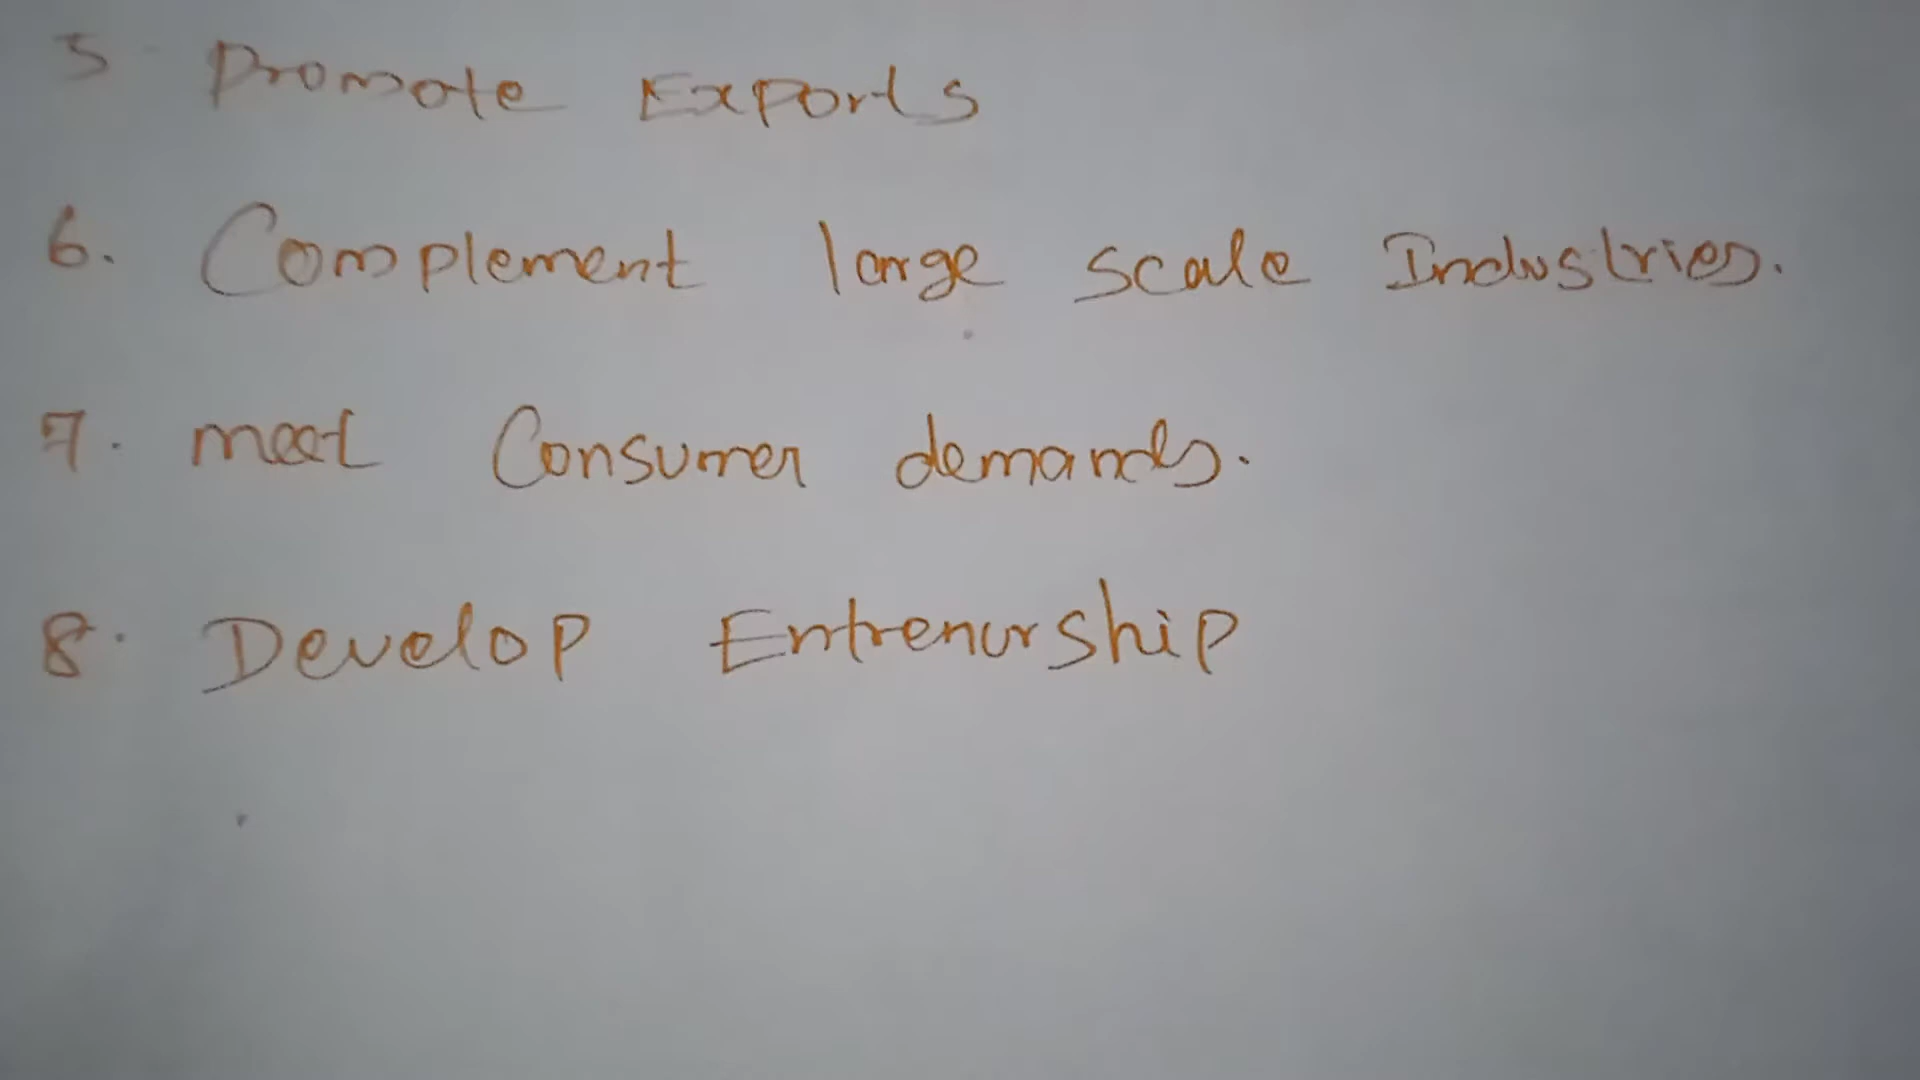 5 Promote Exports
6. Complement large scale Industries.
7. meet Consumer demands.
8. Develop Entrenurship